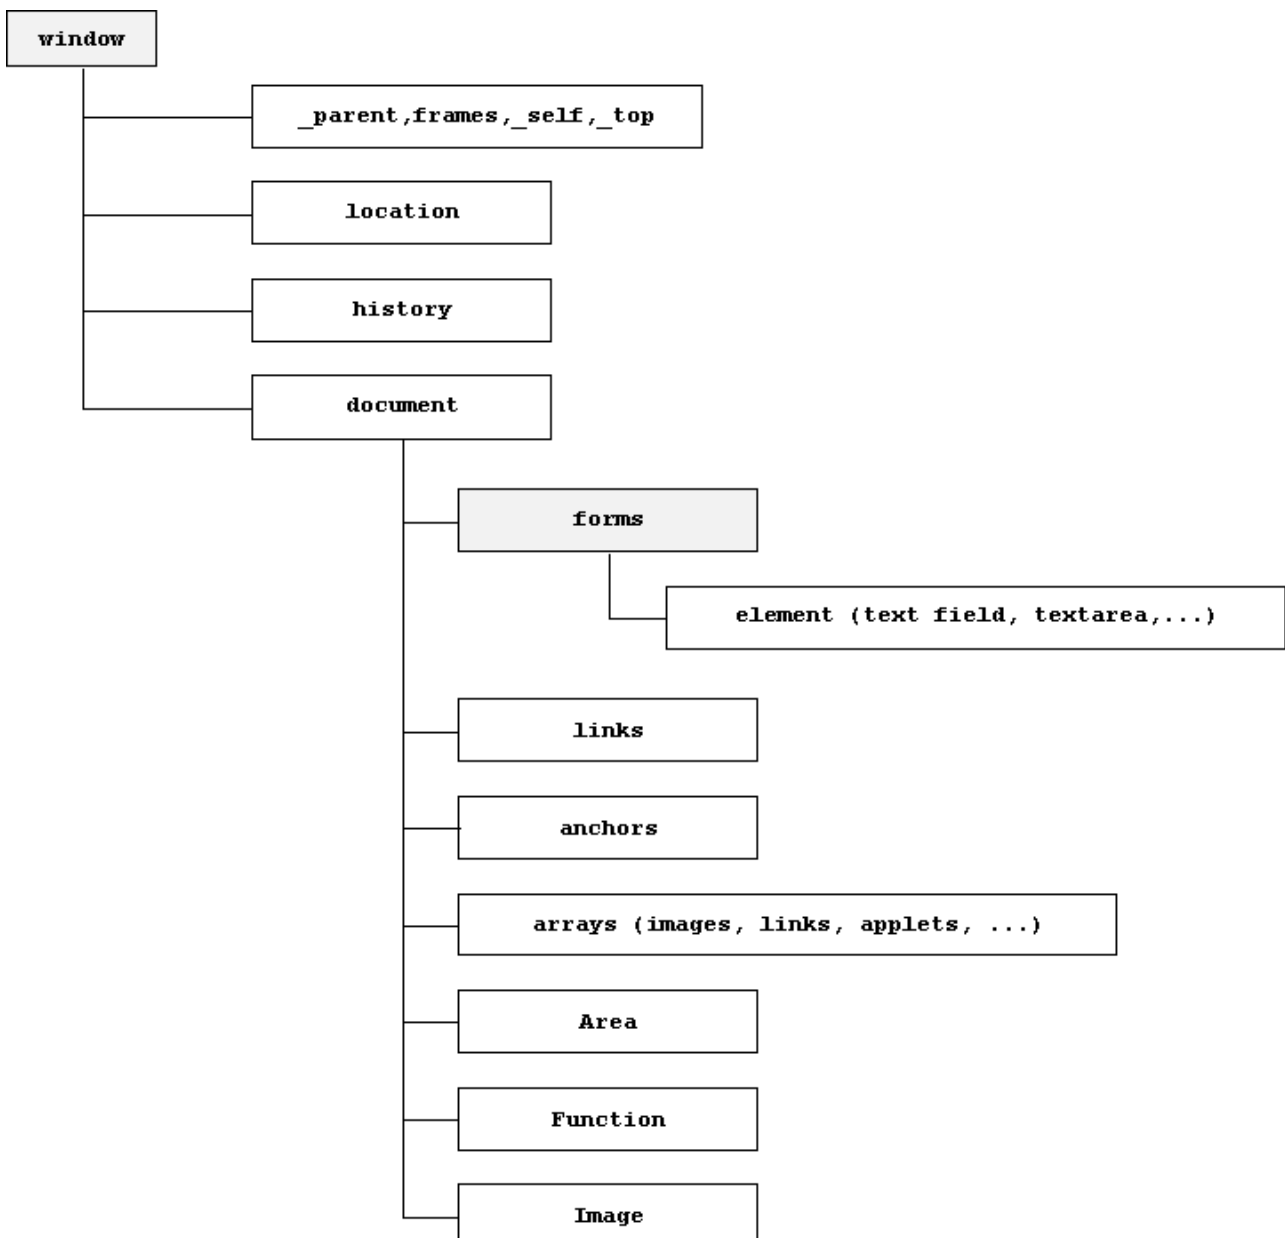 window
_parent,frames,_self,_top
location
history
document
forms
element (text field, textarea,...)
links
anchors
arrays (images, links, applets, ...)
Area
Function
Image